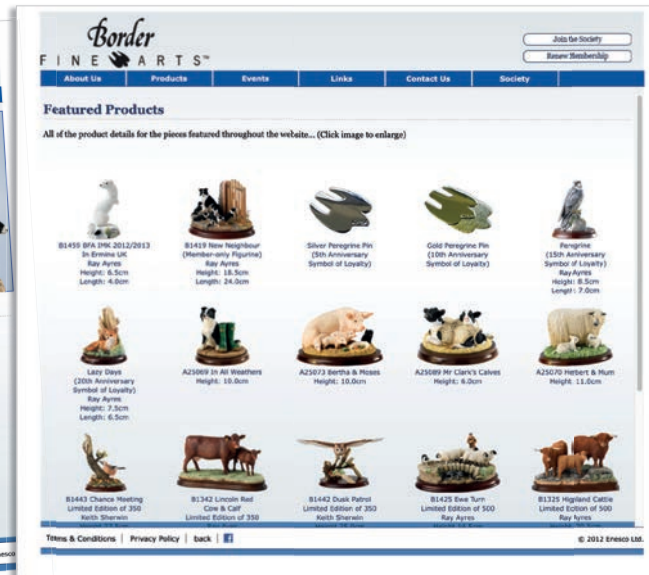 Border
FINE ARTS™
Join the Society
Renew Membership
About Us
Products
Events
Links
Contact Us
Society
Featured Products
All of the product details for the pieces featured throughout the website... (Click image to enlarge)
B1459 BFA IMK 2012/2013
In Ermine UK
Ray Ayres
Height: 6.5cm
Length: 4.0cm
B1419 New Neighbour
(Member-only Figurine)
Ray Ayres
Height: 18.5cm
Length: 24.0cm
Silver Peregrine Pin
(5th Anniversary
Symbol of Loyalty)
Gold Peregrine Pin
(10th Anniversary
Symbol of Loyalty)
Peregrine
(15th Anniversary
Symbol of Loyalty)
Ray Ayres
Height: 8.5cm
Length: 7.0cm
Lazy Days
(20th Anniversary
Symbol of Loyalty)
Ray Ayres
Height: 7.5cm
Length: 6.5cm
A25069 In All Weathers
Height: 10.0cm
A25073 Bertha & Moses
Height: 10.0cm
A25089 Mr Clark's Calves
Height: 6.0cm
A25070 Herbert & Mum
Height: 11.0cm
B1443 Chance Meeting
Limited Edition of 350
Keith Sherwin
B1342 Lincoln Red
Cow & Calf
Limited Edition of 350
B1442 Dusk Patrol
Limited Edition of 350
Keith Sherwin
B1425 Ewe Turn
Limited Edition of 500
Ray Ayres
B1325 Highland Cattle
Limited Edition of 500
Ray Ayres
Terms & Conditions | Privacy Policy | back |
© 2012 Enesco Ltd.